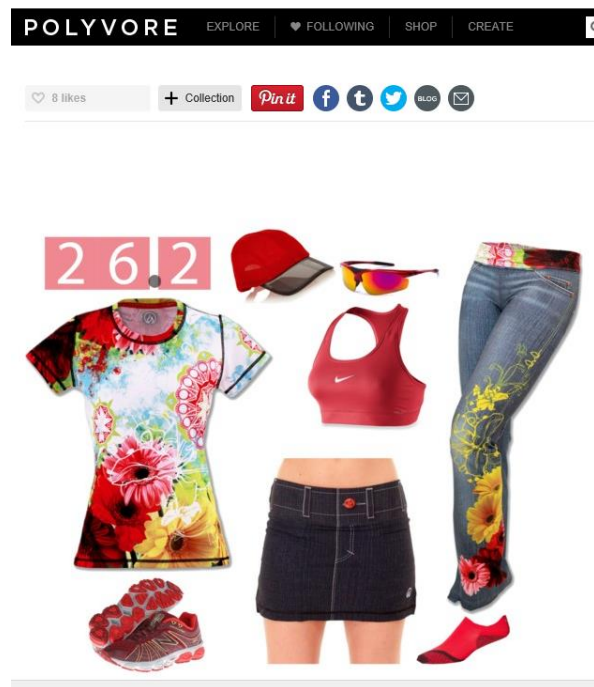 POLYVORE EXPLORE FOLLOWING SHOP CREATE
8 likes + Collection Pin it f t BLOG
26.2